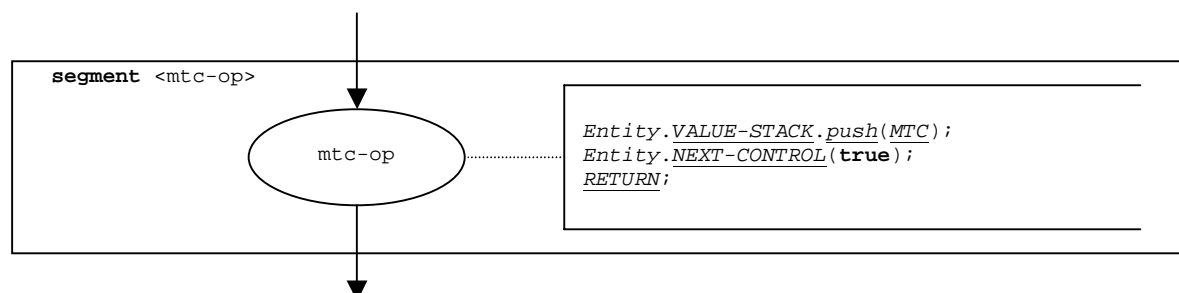 segment <mtc-op>
mtc-op
Entity.VALUE-STACK.push(MTC);
Entity.NEXT-CONTROL(true);
RETURN;